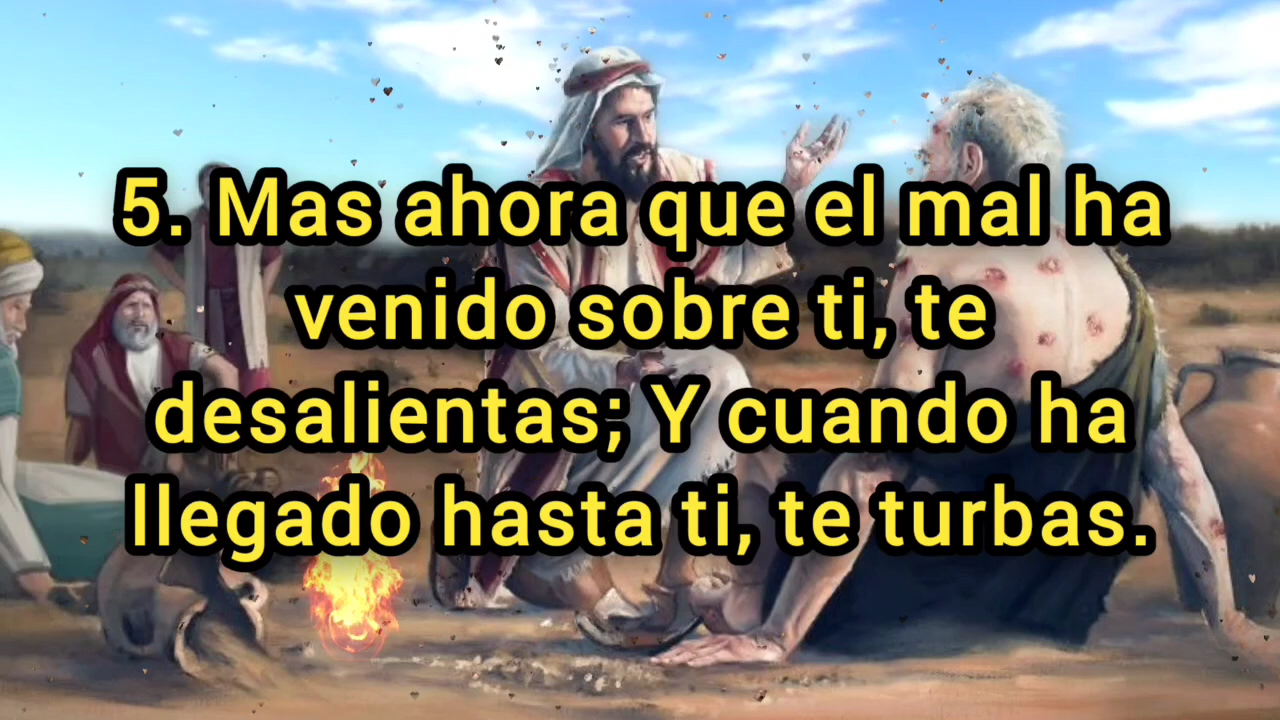 5. Mas ahora que el mal ha
venido sobre ti, te
desalientas; Y cuando ha
llegado hasta ti, te turbas.